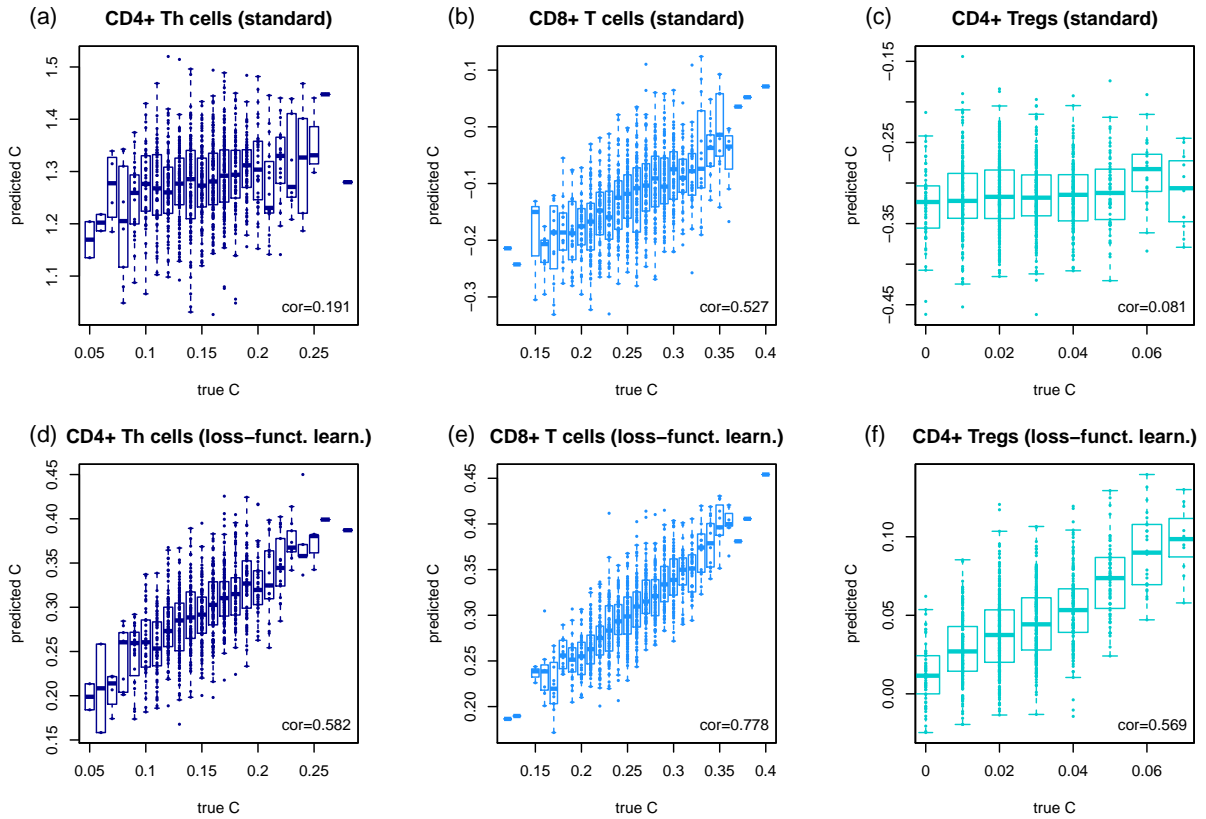 (a) CD4+ Th cells (standard)
predicted C
1.1 1.2 1.3 1.4 1.5
cor=0.191
0.05 0.1 0.15 0.2 0.25
true C
(b) CD8+ T cells (standard)
predicted C
−0.3 −0.2 −0.1 0.0 0.1
cor=0.527
0.15 0.2 0.25 0.3 0.35 0.4
true C
(c) CD4+ Tregs (standard)
predicted C
−0.45 −0.35 −0.25 −0.15
cor=0.081
0 0.02 0.04 0.06
true C
(d) CD4+ Th cells (loss−funct. learn.)
predicted C
0.15 0.20 0.25 0.30 0.35 0.40 0.45
cor=0.582
0.05 0.1 0.15 0.2 0.25
true C
(e) CD8+ T cells (loss−funct. learn.)
predicted C
0.20 0.25 0.30 0.35 0.40 0.45
cor=0.778
0.15 0.2 0.25 0.3 0.35 0.4
true C
(f) CD4+ Tregs (loss−funct. learn.)
predicted C
0.00 0.05 0.10
cor=0.569
0 0.02 0.04 0.06
true C